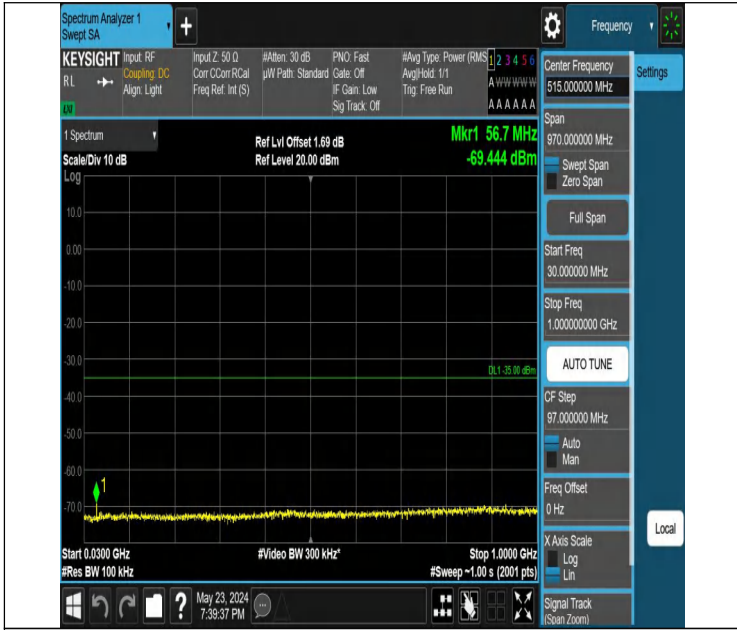 Spectrum Analyzer 1
Swept SA
+
Frequency
KEYSIGHT
Input: RF
Input Z: 50 Ω
#Atten: 30 dB
PNO: Fast
#Avg Type: Power (RMS
1 2 3 4 5 6
RL
Coupling: DC
Corr CCorr RCal
µW Path: Standard
Gate: Off
Avg|Hold: 1/1
A W W W W W
Align: Light
Freq Ref: Int (S)
IF Gain: Low
Trig: Free Run
LXI
Sig Track: Off
A A A A A A
1 Spectrum
Ref Lvl Offset 1.69 dB
Mkr1 56.7 MHz
Scale/Div 10 dB
Ref Level 20.00 dBm
-69.444 dBm
Log
10.0
0.00
-10.0
-20.0
-30.0
DL1 -35.00 dBm
-40.0
-50.0
-60.0
1
-70.0
Start 0.0300 GHz
#Video BW 300 kHz*
Stop 1.0000 GHz
#Res BW 100 kHz
#Sweep ~1.00 s (2001 pts)
?
May 23, 2024
7:39:37 PM
Center Frequency
515.000000 MHz
Settings
Span
970.000000 MHz
Swept Span
Zero Span
Full Span
Start Freq
30.000000 MHz
Stop Freq
1.000000000 GHz
AUTO TUNE
CF Step
97.000000 MHz
Auto
Man
Freq Offset
0 Hz
Local
X Axis Scale
Log
Lin
Signal Track
(Span Zoom)